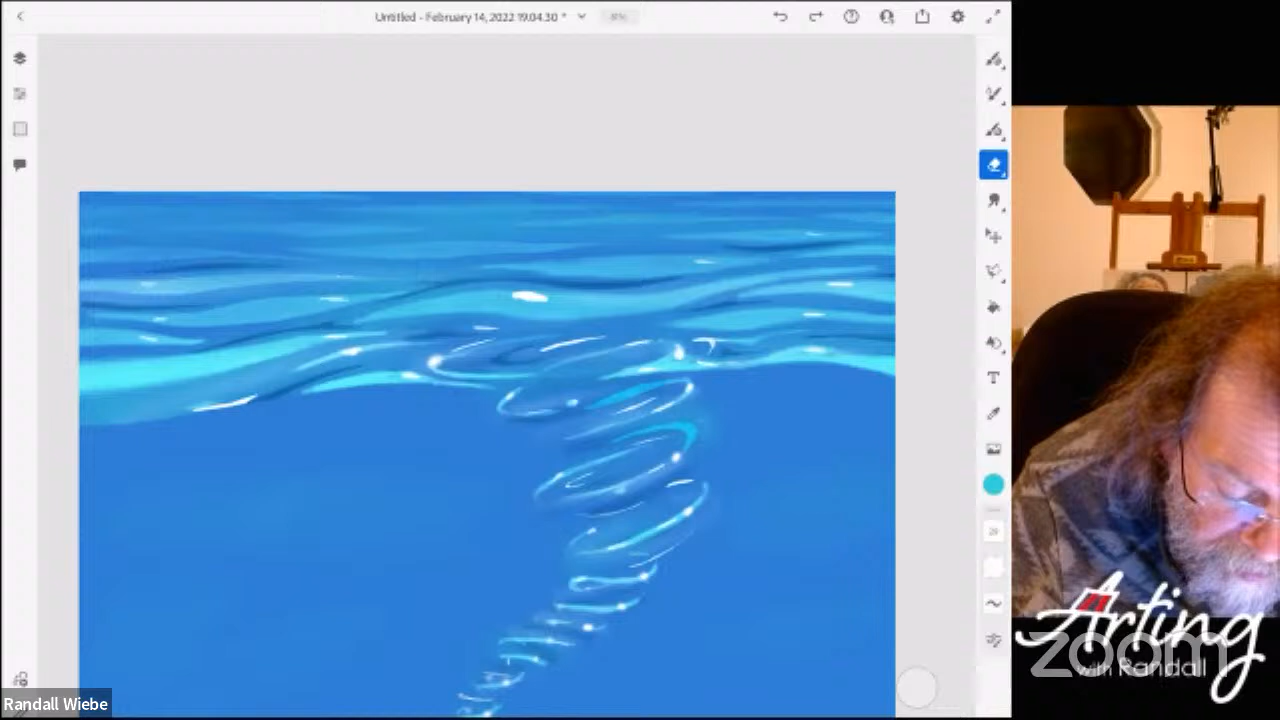 Untitled - February 14, 2022 19.04.30 *
T
Arting
zoom
with Randall
Randall Wiebe